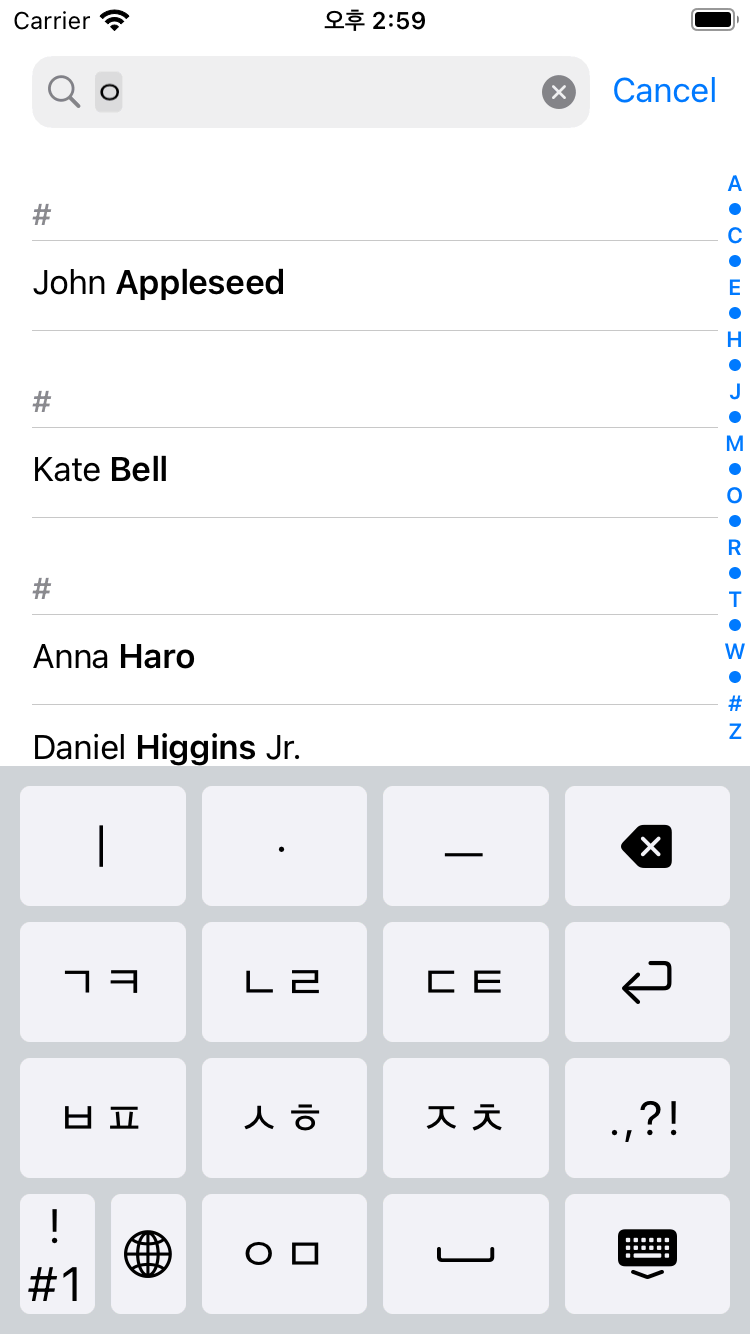 Carrier 오후 2:59
ㅇ Cancel
A
#
C
John Appleseed
E
H
#
J
M
Kate Bell
O
R
#
T
W
Anna Haro
#
Z
Daniel Higgins Jr.
ㅣ · ㅡ
ㄱㅋ ㄴㄹ ㄷㅌ
ㅂㅍ ㅅㅎ ㅈㅊ .,?!
!
#1 ㅇㅁ